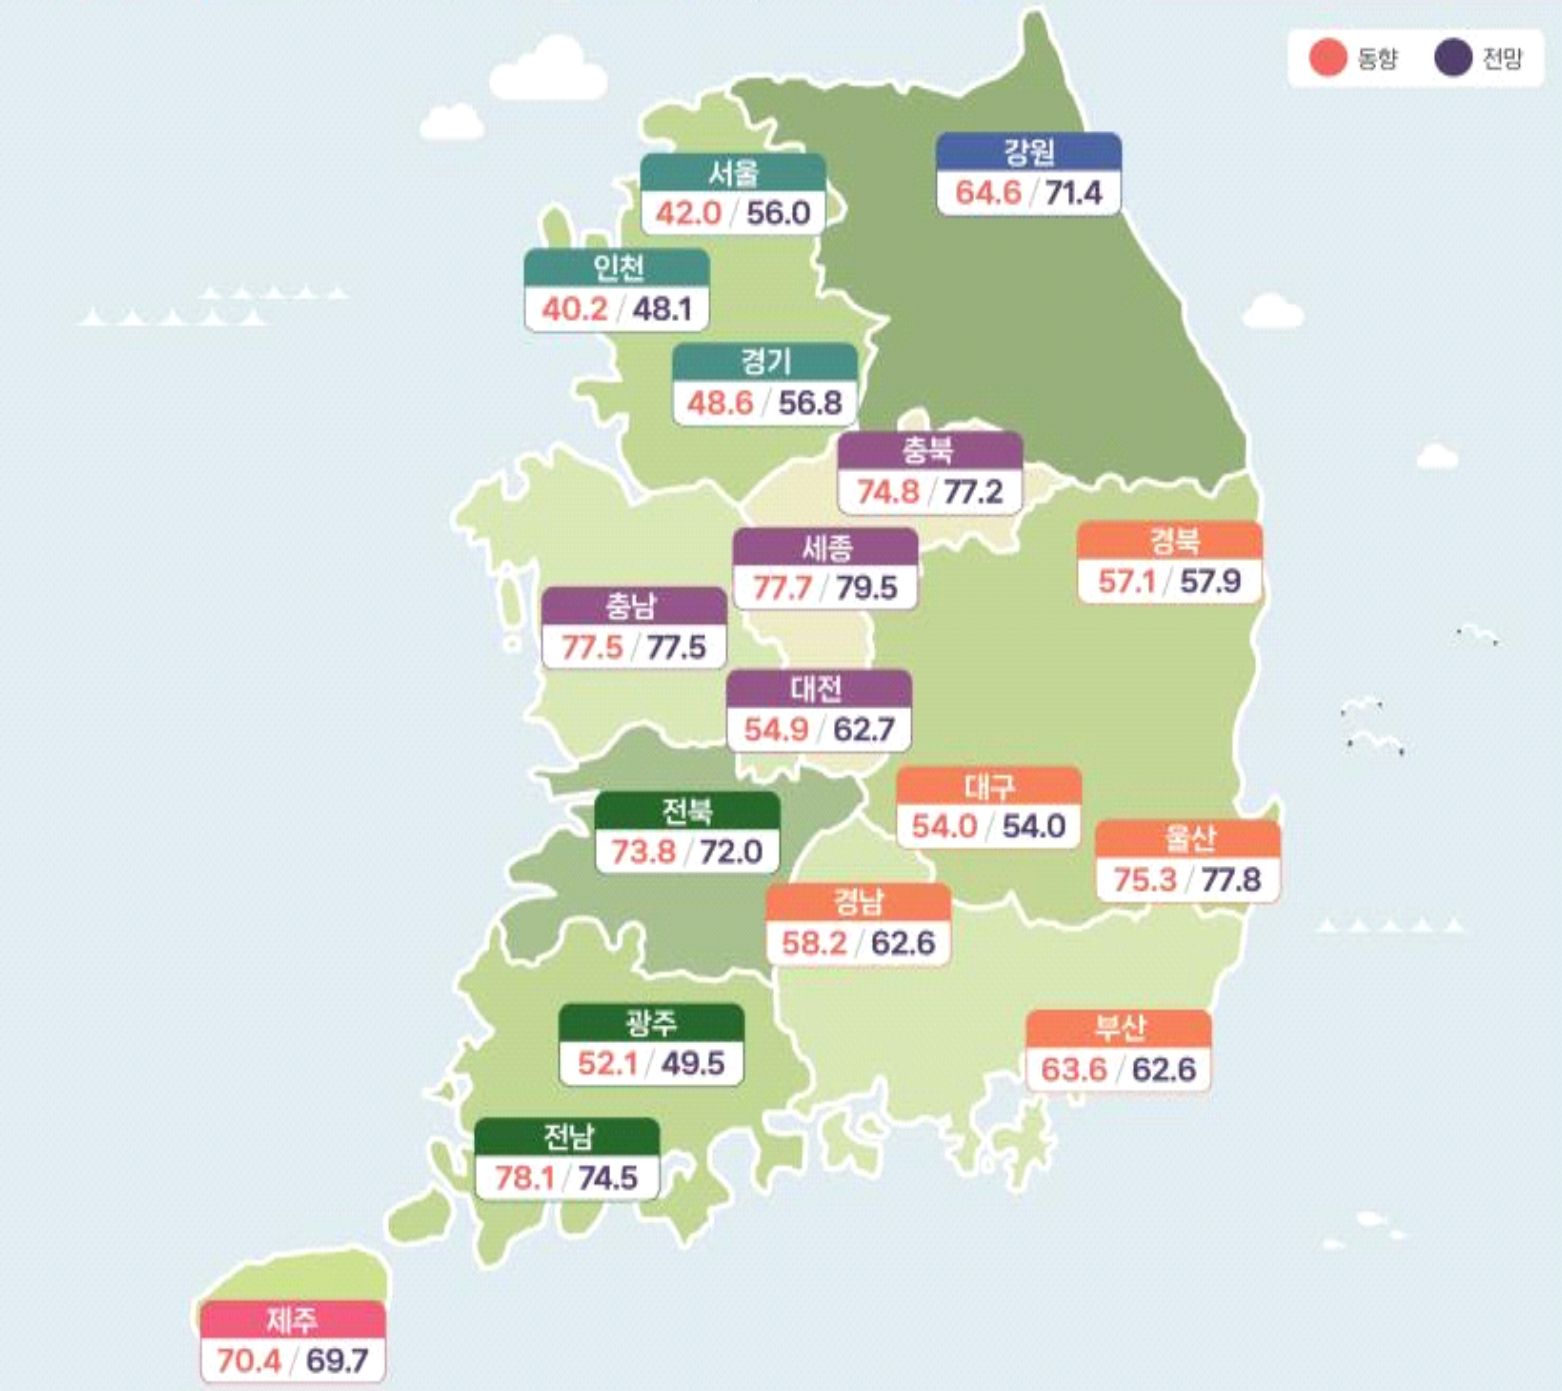 동향 전망
강원
64.6 / 71.4
서울
42.0 / 56.0
인천
40.2 / 48.1
경기
48.6 / 56.8
충북
74.8 / 77.2
세종
77.7 / 79.5
경북
57.1 / 57.9
충남
77.5 / 77.5
대전
54.9 / 62.7
대구
54.0 / 54.0
전북
73.8 / 72.0
울산
75.3 / 77.8
경남
58.2 / 62.6
광주
52.1 / 49.5
부산
63.6 / 62.6
전남
78.1 / 74.5
제주
70.4 / 69.7